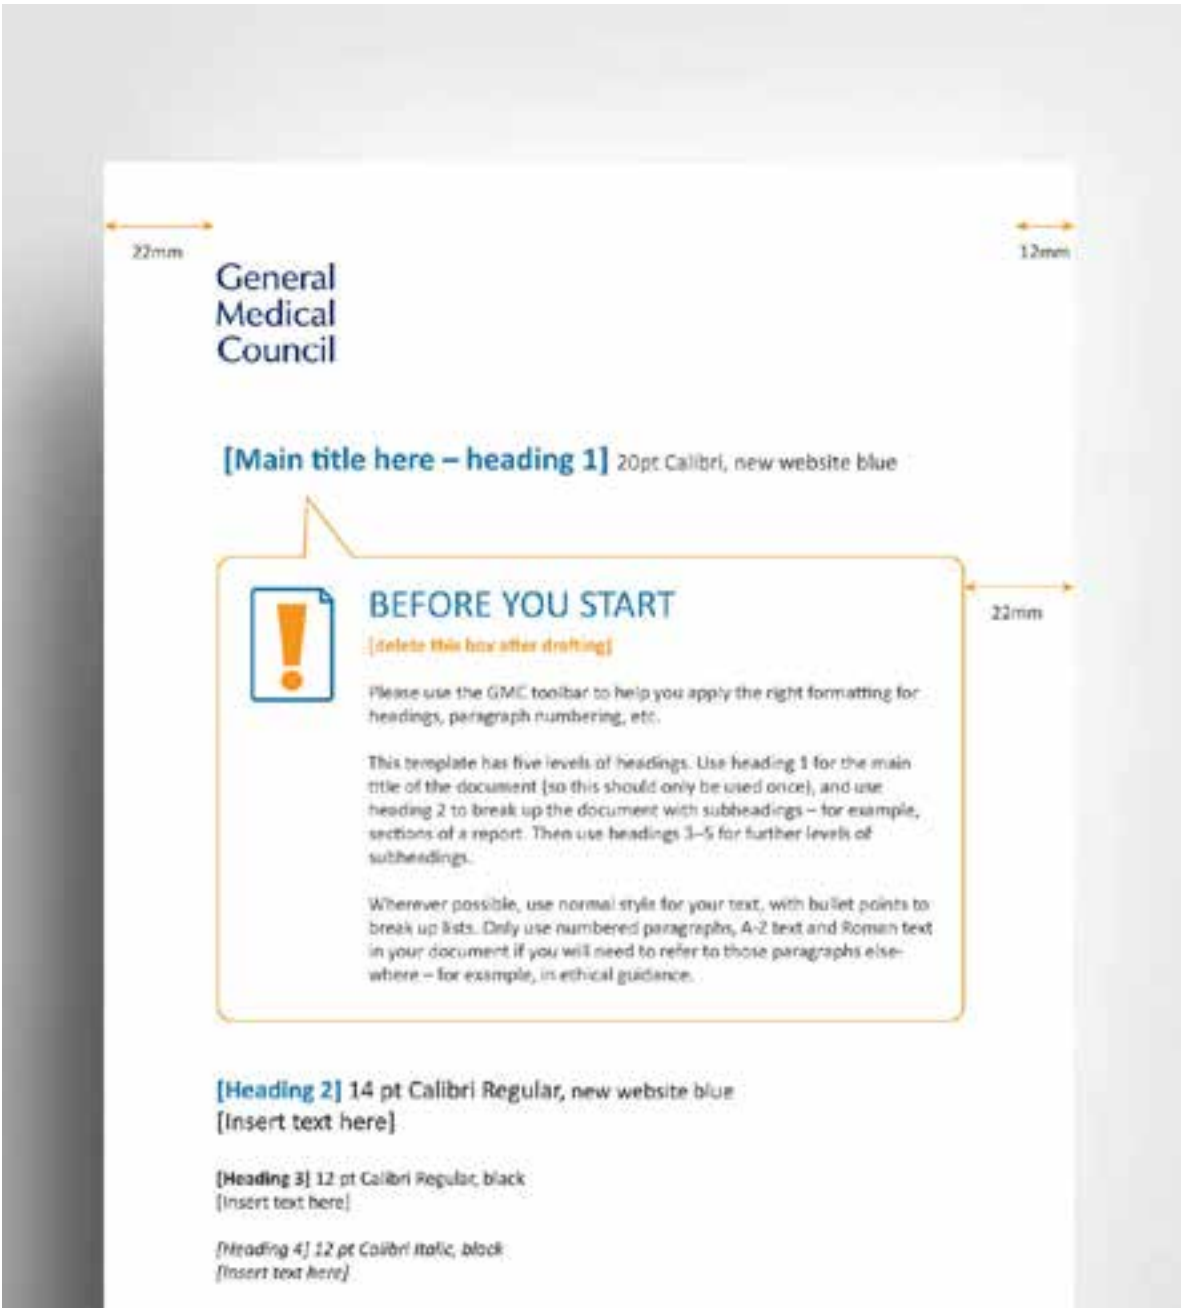 22mm
12mm
General
Medical
Council
[Main title here – heading 1] 20pt Calibri, new website blue
BEFORE YOU START
22mm
[delete this box after drafting]
Please use the GMC toolbar to help you apply the right formatting for
headings, paragraph numbering, etc.
This template has five levels of headings. Use heading 1 for the main
title of the document (so this should only be used once), and use
heading 2 to break up the document with subheadings – for example,
sections of a report. Then use headings 3–5 for further levels of
subheadings.
Wherever possible, use normal style for your text, with bullet points to
break up lists. Only use numbered paragraphs, A-Z text and Roman text
in your document if you will need to refer to those paragraphs else-
where – for example, in ethical guidance.
[Heading 2] 14 pt Calibri Regular, new website blue
[Insert text here]
[Heading 3] 12 pt Calibri Regular, black
[Insert text here]
[Heading 4] 12 pt Calibri Italic, black
[Insert text here]